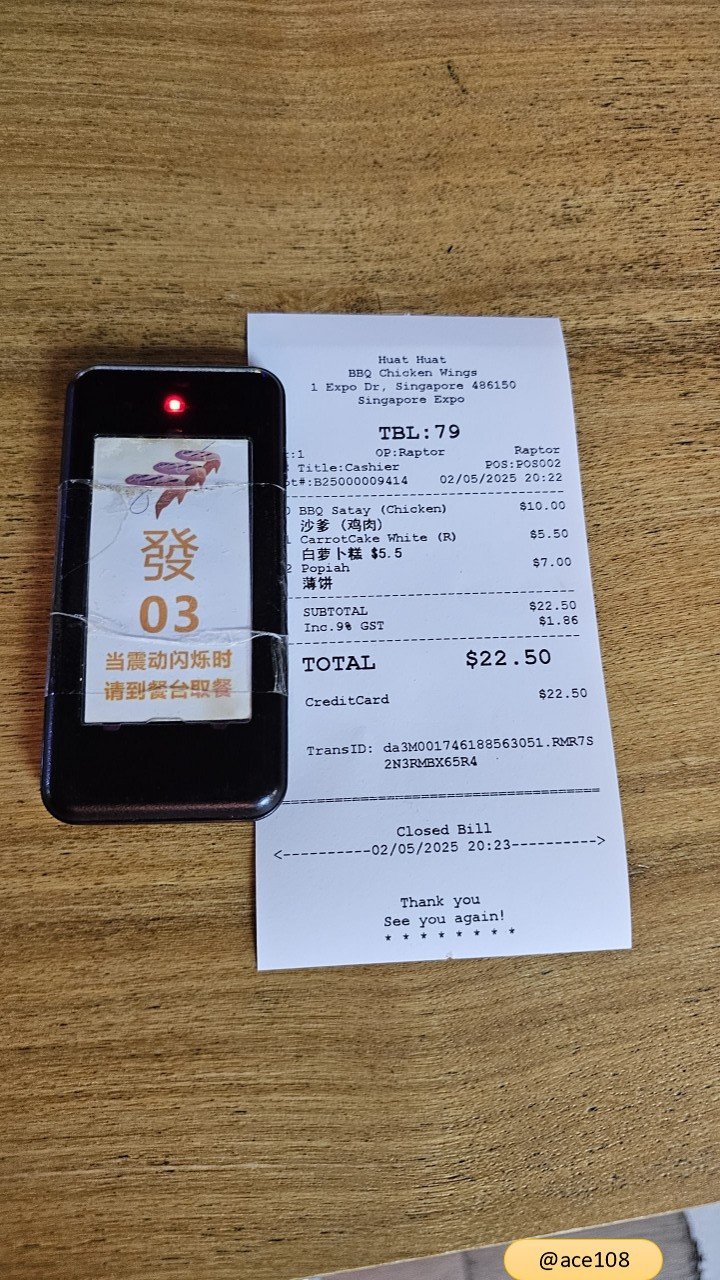 發
03
当震动闪烁时
请到餐台取餐
Huat Huat
BBQ Chicken Wings
1 Expo Dr, Singapore 486150
Singapore Expo
TBL:79
:1 OP:Raptor Raptor
Title:Cashier POS:POS002
#:B25000009414 02/05/2025 20:22
BBQ Satay (Chicken) $10.00
沙爹 (鸡肉)
CarrotCake White (R) $5.50
白萝卜糕 $5.5
Popiah $7.00
薄饼
SUBTOTAL $22.50
Inc.9% GST $1.86
TOTAL $22.50
CreditCard $22.50
TransID: da3M001746188563051.RMR7S
2N3RMBX65R4
Closed Bill
<----------02/05/2025 20:23---------->
Thank you
See you again!
* * * * * * * *
@ace108